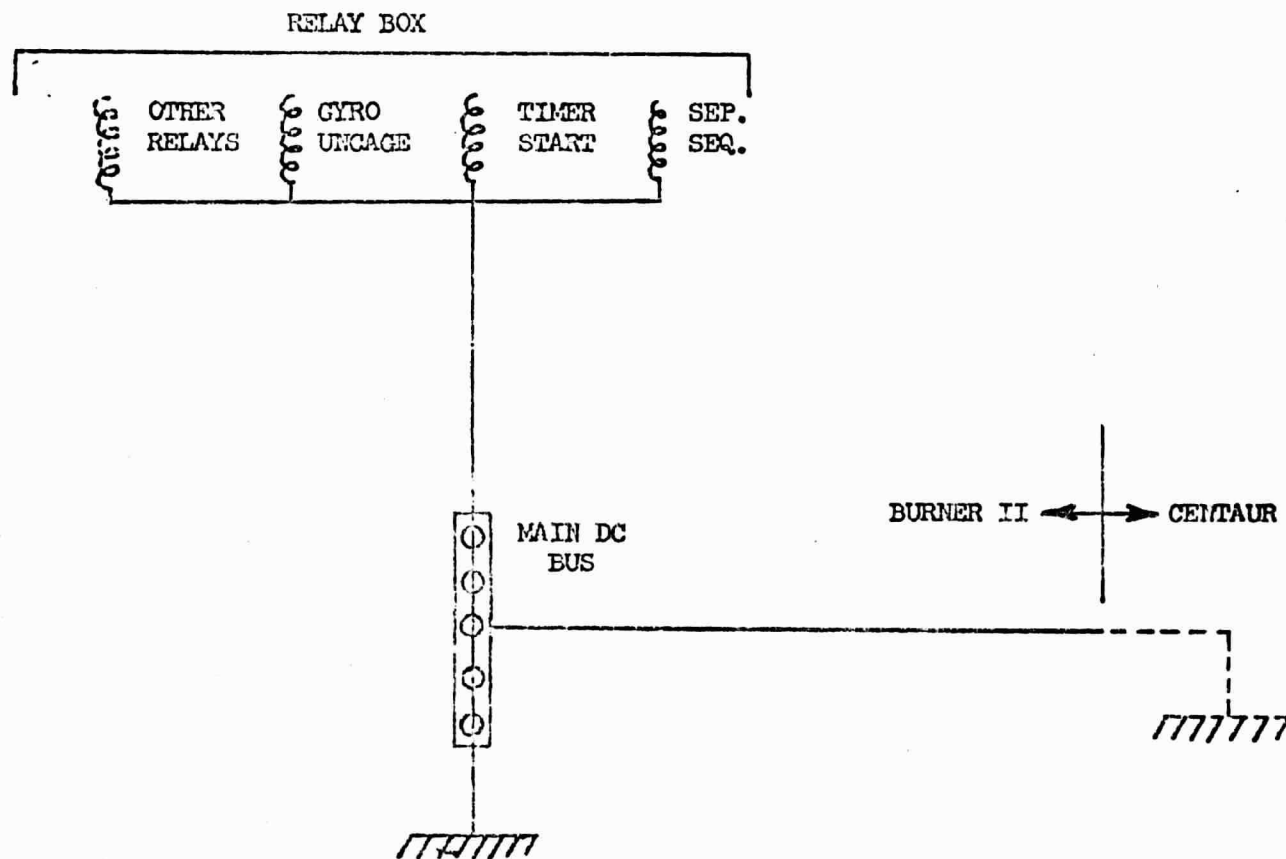 RELAY BOX
OTHER
RELAYS
GYRO
UNCAGE
TIMER
START
SEP.
SEQ.
BURNER II
CENTAUR
MAIN DC
BUS